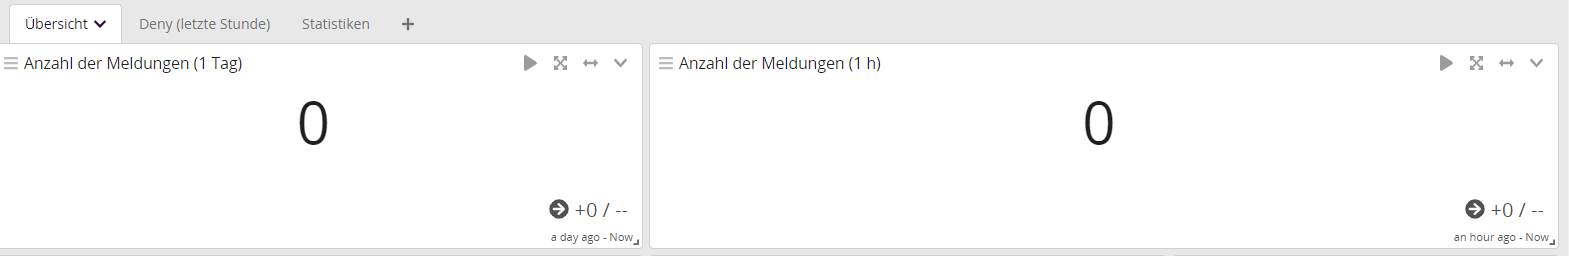 Übersicht
Deny (letzte Stunde)
Statistiken
Anzahl der Meldungen (1 Tag)
0
+0 / --
a day ago - Now
Anzahl der Meldungen (1 h)
0
+0 / --
an hour ago - Now